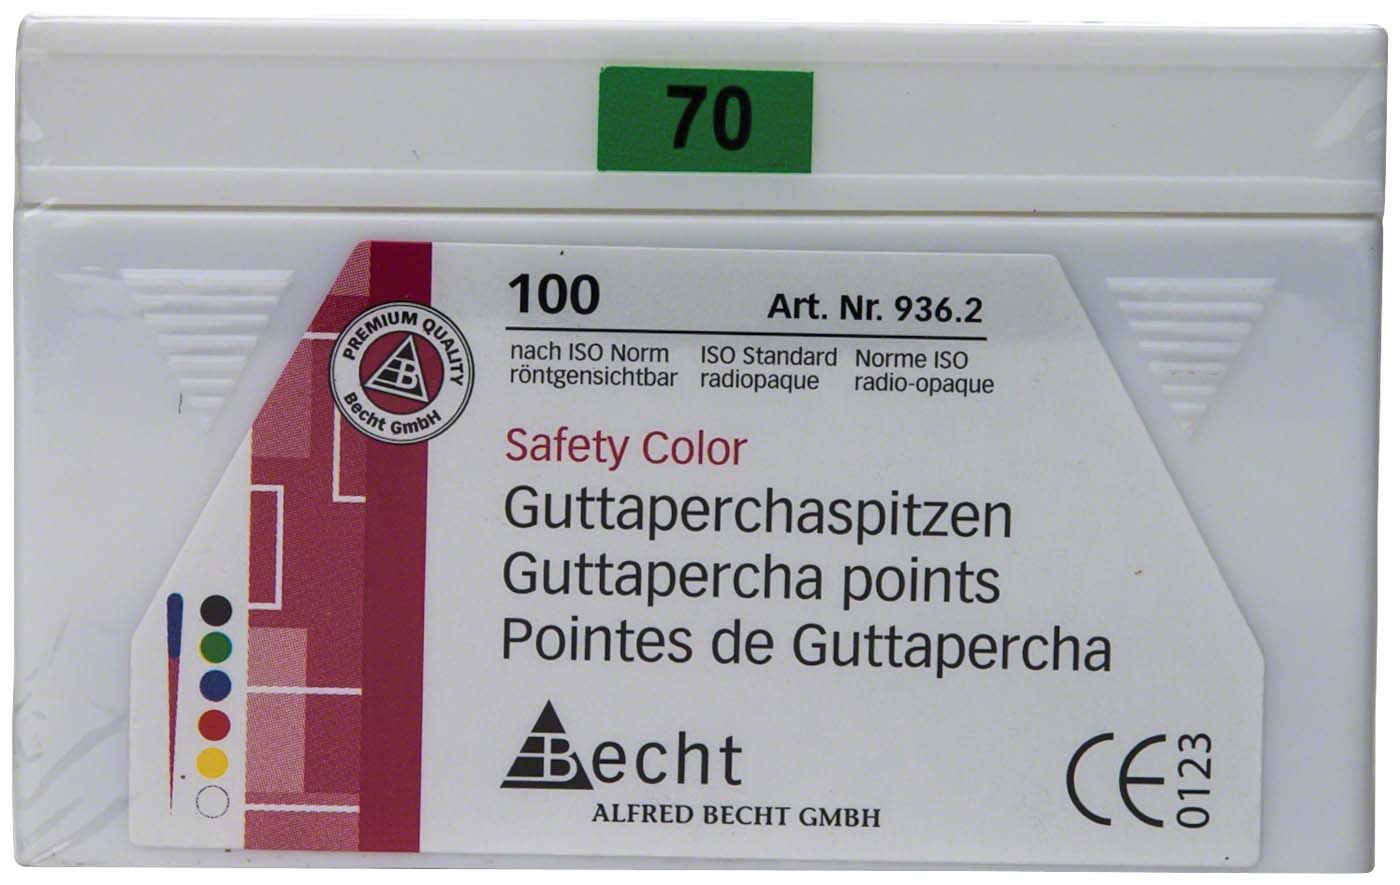 70
100 Art. Nr. 936.2
nach ISO Norm ISO Standard Norme ISO
röntgensichtbar radiopaque radio-opaque
PREMIUM QUALITY
B
Becht GmbH
Safety Color
Guttaperchaspitzen
Guttapercha points
Pointes de Guttapercha
Becht
ALFRED BECHT GMBH
CE 0123